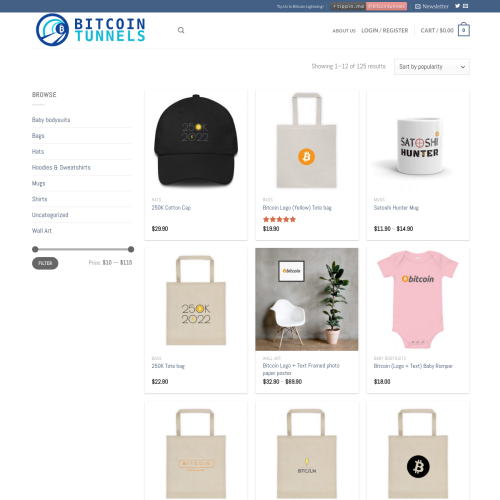 Tip Us in Bitcoin Lightning!
tippin.me
@bitcointunnel
Newsletter
BITCOIN
TUNNELS
ABOUT US
LOGIN / REGISTER
CART / $0.00
0
Showing 1–12 of 125 results
Sort by popularity
BROWSE
Baby bodysuits
Bags
Hats
Hoodies & Sweatshirts
Mugs
Shirts
Uncategorized
Wall Art
FILTER
Price: $10 — $115
250K
2022
HATS
250K Cotton Cap
$29.90
BAGS
Bitcoin Logo (Yellow) Tote bag
$19.90
SATOSHI
HUNTER
MUGS
Satoshi Hunter Mug
$11.90 – $14.90
250K
2022
BAGS
250K Tote bag
$22.90
bitcoin
WALL ART
Bitcoin Logo + Text Framed photo
paper poster
$32.90 – $69.90
bitcoin
BABY BODYSUITS
Bitcoin (Logo + Text) Baby Romper
$18.00
BITCOIN
BTC/LN